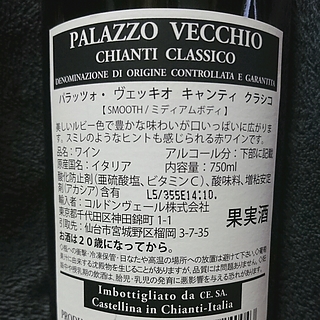 PALAZZO VECCHIO
CHIANTI CLASSICO
DENOMINAZIONE DI ORIGINE CONTROLLATA E GARANTITA
パラッツォ・ヴェッキオ キャンティ クラシコ
【SMOOTH / ミディアムボディ】
美しいルビー色で豊かな味わいが口いっぱいに広がりま
す。スミレのようなヒントも感じられる赤ワインです。
品名：ワイン アルコール分：下部に記載
原産国名：イタリア 内容量：750ml
酸化防止剤（亜硫酸塩、ビタミンC）、酸味料、増粘安定
剤（アカシア）含有 L5/355E14:10.
輸入者：コルドンヴェール株式会社
東京都千代田区神田錦町 1-1
引取先：仙台市宮城野区榴岡 3-7-35
果実酒
お酒は20歳になってから。
Imbottigliato da CE. SA.
Castellina in Chianti-Italia